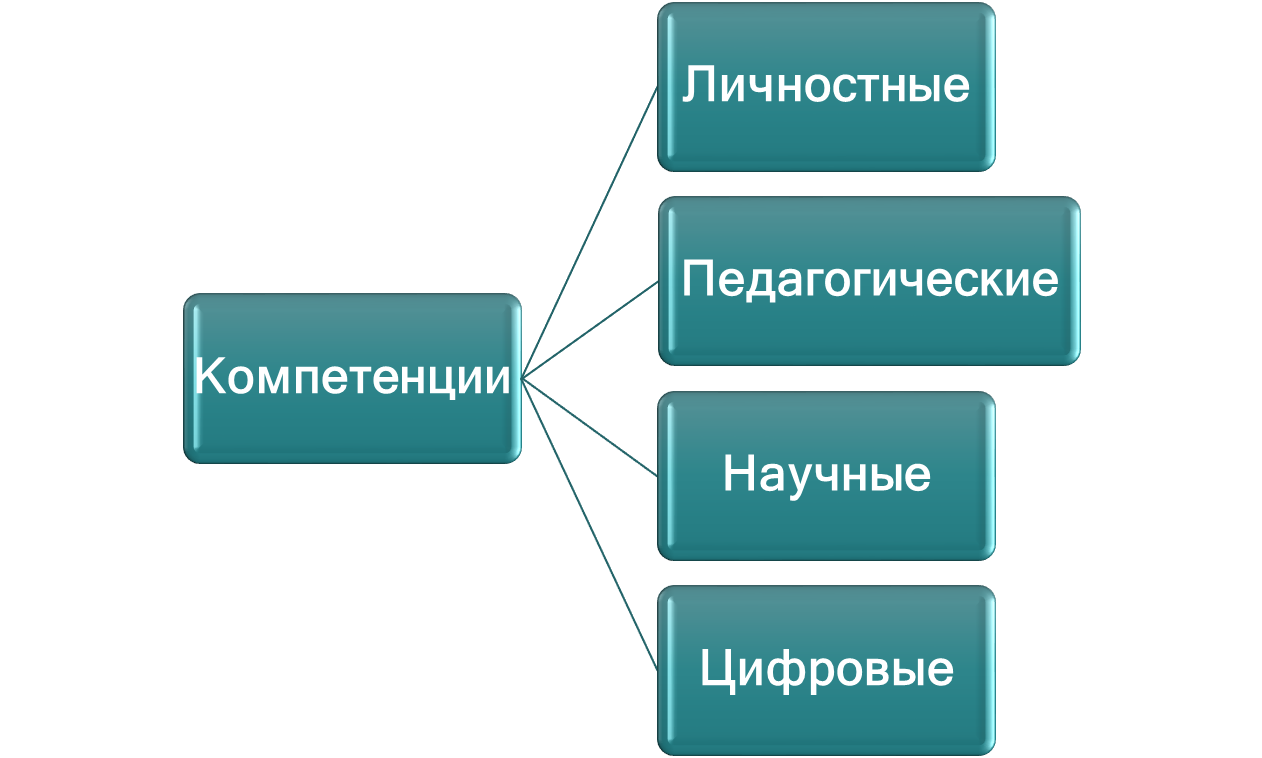 Личностные
Педагогические
Компетенции
Научные
Цифровые